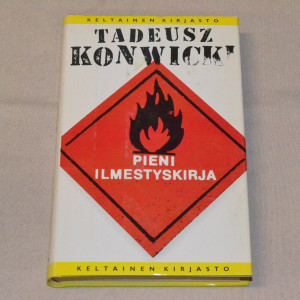 KELTAINEN KIRJASTO
TADEUSZ
KONWICKI
PIENI
ILMESTYSKIRJA
KELTAINEN KIRJASTO